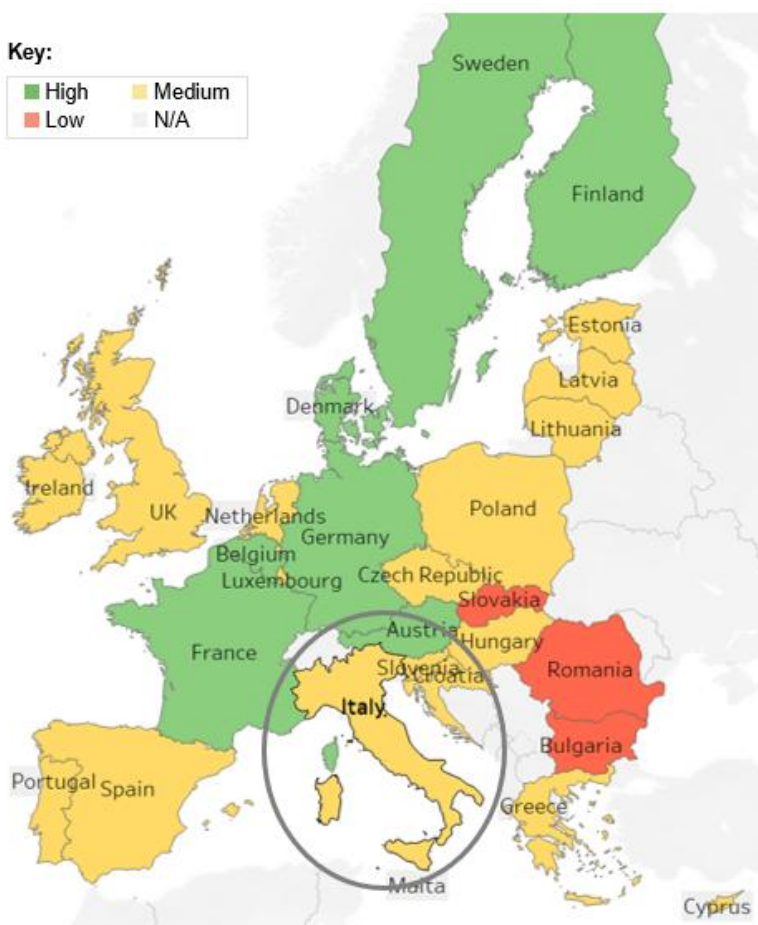 Key:
High
Medium
Low
N/A
Sweden
Finland
Estonia
Latvia
Denmark
Lithuania
Ireland
UK
Netherlands
Poland
Germany
Belgium
Luxembourg
Czech Republic
Slovakia
Austria
Hungary
France
Slovenia
Croatia
Romania
Italy
Bulgaria
Portugal
Spain
Greece
Malta
Cyprus